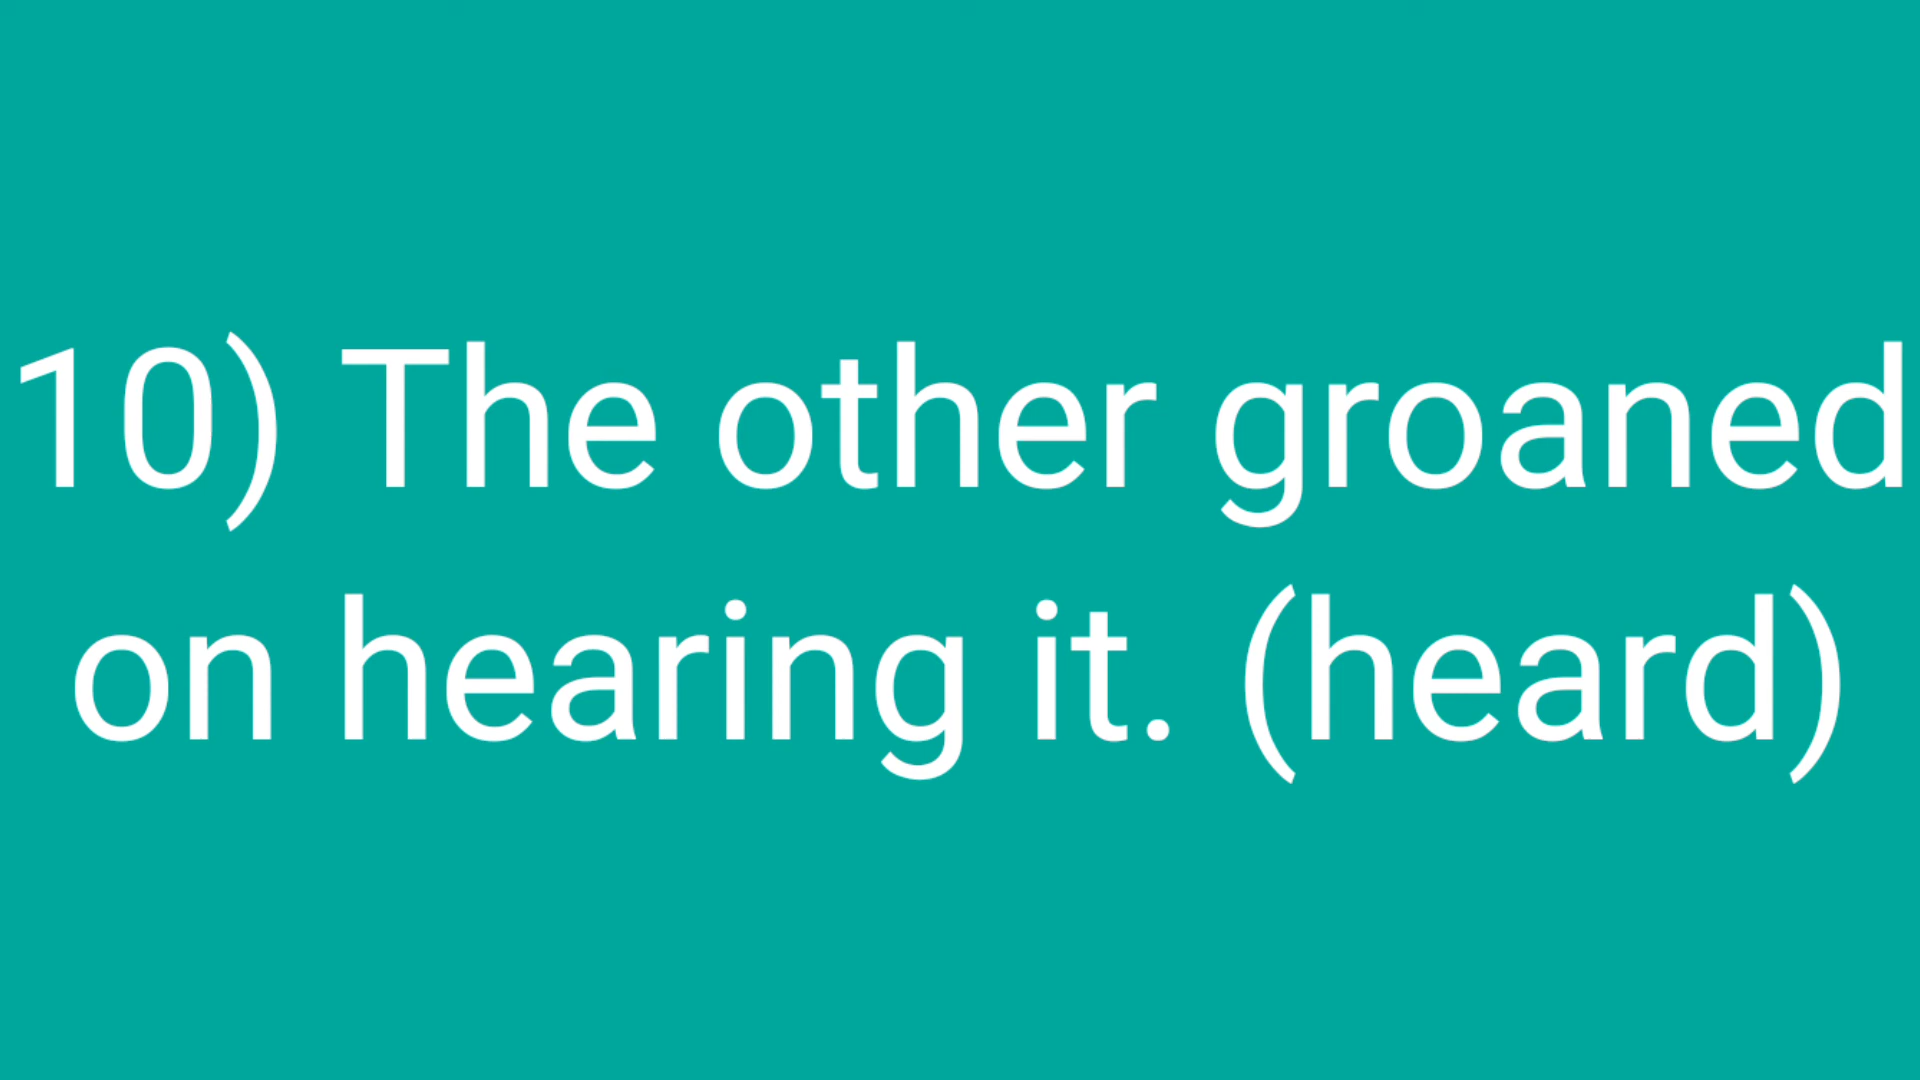 10) The other groaned
on hearing it. (heard)